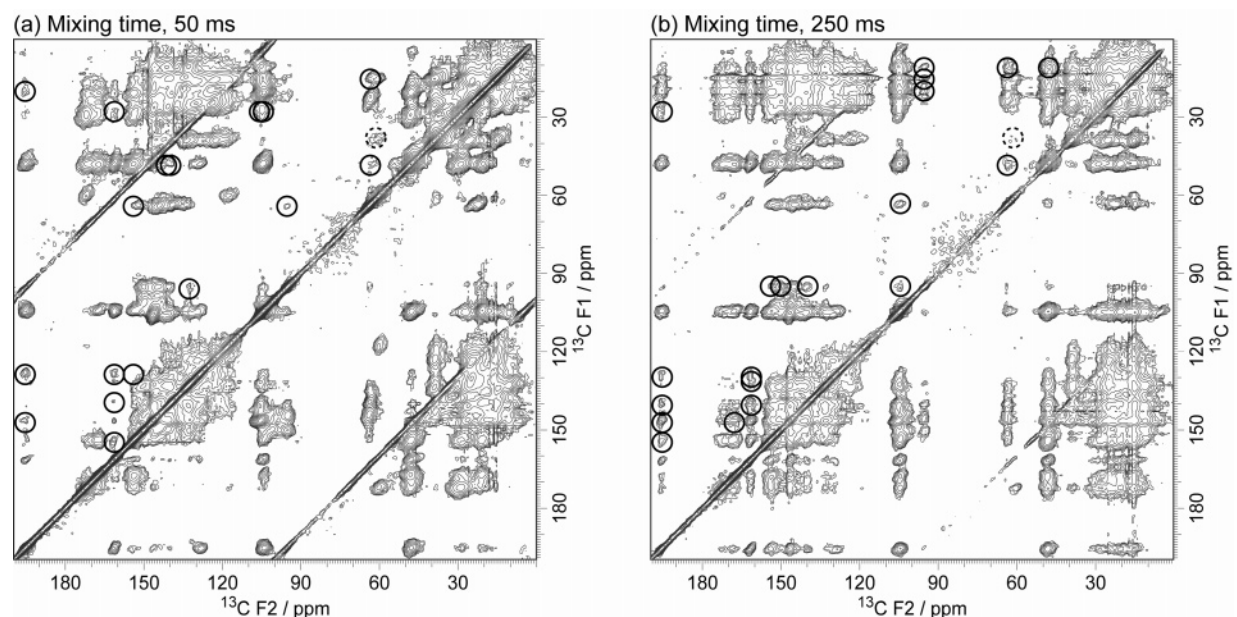 (a) Mixing time, 50 ms
(b) Mixing time, 250 ms
30
60
90
120
150
180
¹³C F1 / ppm
30
60
90
120
150
180
¹³C F1 / ppm
180 150 120 90 60 30
¹³C F2 / ppm
180 150 120 90 60 30
¹³C F2 / ppm